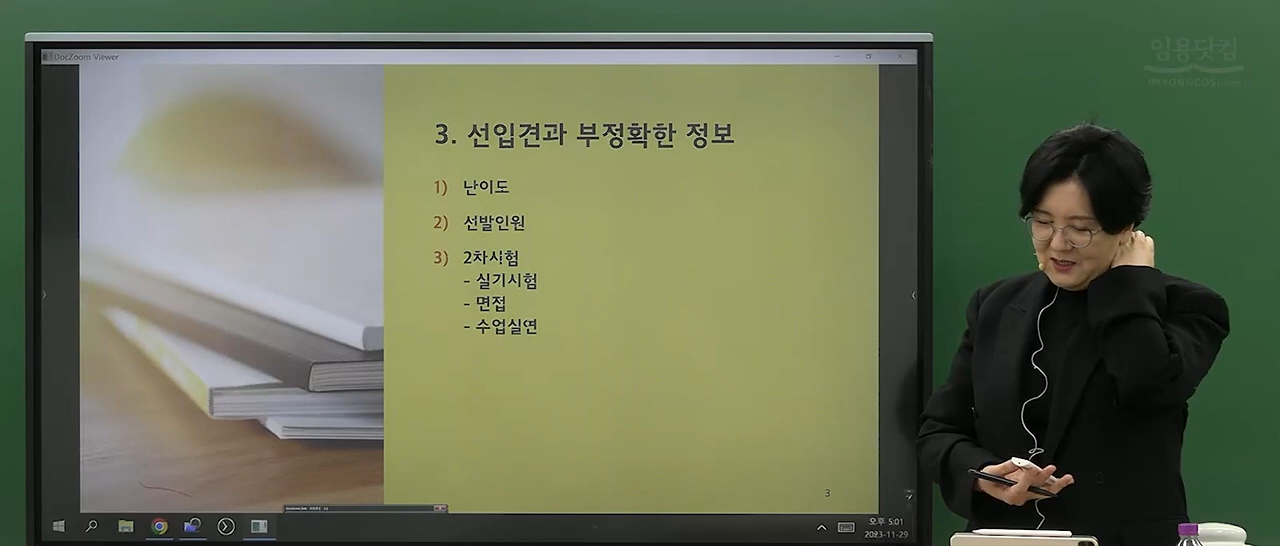 DocZoom Viewer
임용닷컴
3. 선입견과 부정확한 정보
1) 난이도
2) 선발인원
3) 2차시험
- 실기시험
- 면접
- 수업실연
3
오후 5:01
2023-11-29